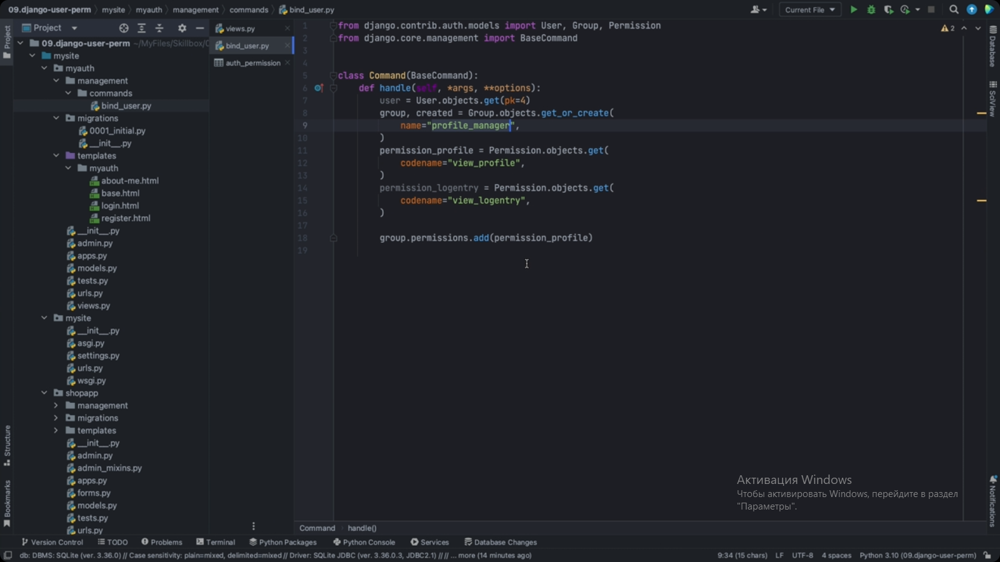 09.django-user-perm mysite myauth management commands bind_user.py Current File
Project
09.django-user-perm ~/MyFiles/Skillbox/
mysite
myauth
management
commands
bind_user.py
migrations
0001_initial.py
__init__.py
templates
myauth
about-me.html
base.html
login.html
register.html
__init__.py
admin.py
apps.py
models.py
tests.py
urls.py
views.py
mysite
__init__.py
asgi.py
settings.py
urls.py
wsgi.py
shopapp
management
migrations
templates
__init__.py
admin.py
admin_mixins.py
apps.py
forms.py
models.py
tests.py
urls.py
views.py
bind_user.py
auth_permission
1 from django.contrib.auth.models import User, Group, Permission
2 from django.core.management import BaseCommand
3
4
5 class Command(BaseCommand):
6 def handle(self, *args, **options):
7 user = User.objects.get(pk=4)
8 group, created = Group.objects.get_or_create(
9 name="profile_manager",
10 )
11 permission_profile = Permission.objects.get(
12 codename="view_profile",
13 )
14 permission_logentry = Permission.objects.get(
15 codename="view_logentry",
16 )
17
18 group.permissions.add(permission_profile)
19
2
Project
Structure
Bookmarks
Database
SciView
Notifications
Активация Windows
Чтобы активировать Windows, перейдите в раздел
"Параметры".
Command handle()
Version Control TODO Problems Terminal Python Packages Python Console Services Database Changes
db: DBMS: SQLite (ver. 3.36.0) // Case sensitivity: plain=mixed, delimited=mixed // Driver: SQLite JDBC (ver. 3.36.0.3, JDBC2.1) // // ... more (14 minutes ago) 9:34 (15 chars) LF UTF-8 4 spaces Python 3.10 (09.django-user-perm)